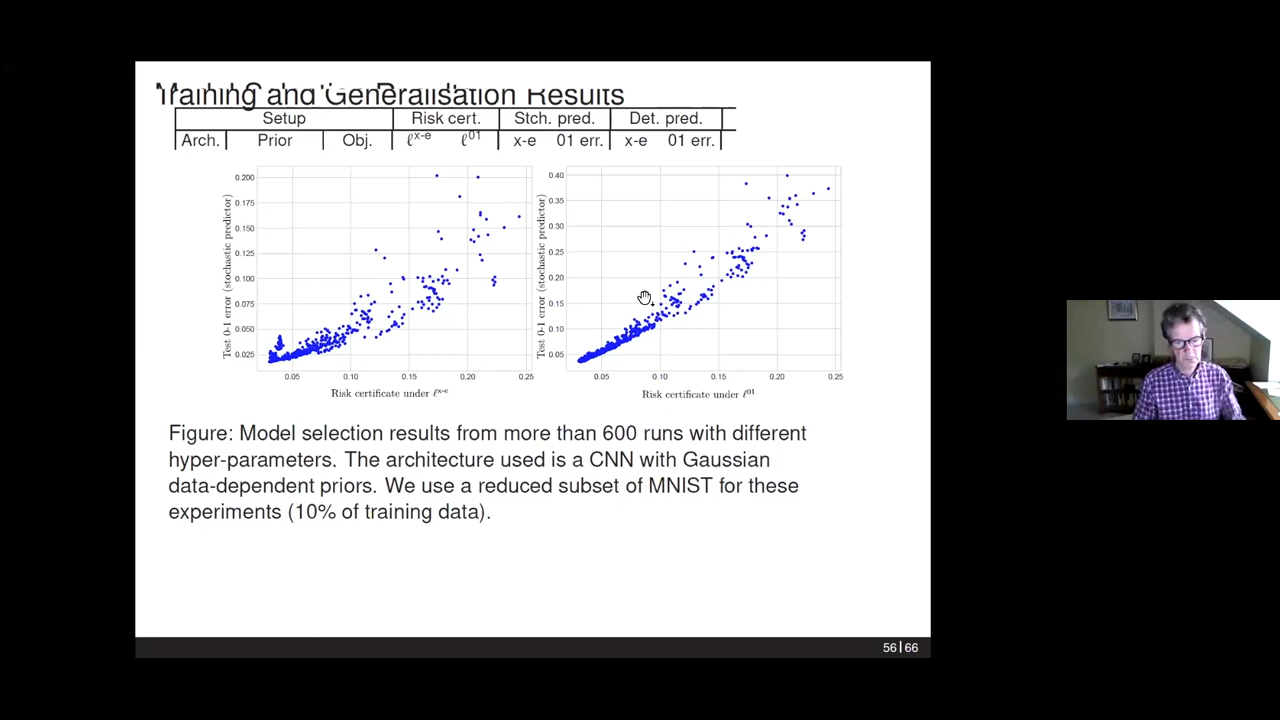 Training and Generalisation Results
Setup Risk cert. Stch. pred. Det. pred.
Arch. Prior Obj. ℓx-e ℓ01 x-e 01 err. x-e 01 err.
0.200
0.175
0.150
0.125
0.100
0.075
0.050
0.025
Test 0-1 error (stochastic predictor)
0.05 0.10 0.15 0.20 0.25
Risk certificate under ℓx-e
0.40
0.35
0.30
0.25
0.20
0.15
0.10
0.05
Test 0-1 error (stochastic predictor)
0.05 0.10 0.15 0.20 0.25
Risk certificate under ℓ01
Figure: Model selection results from more than 600 runs with different
hyper-parameters. The architecture used is a CNN with Gaussian
data-dependent priors. We use a reduced subset of MNIST for these
experiments (10% of training data).
56|66